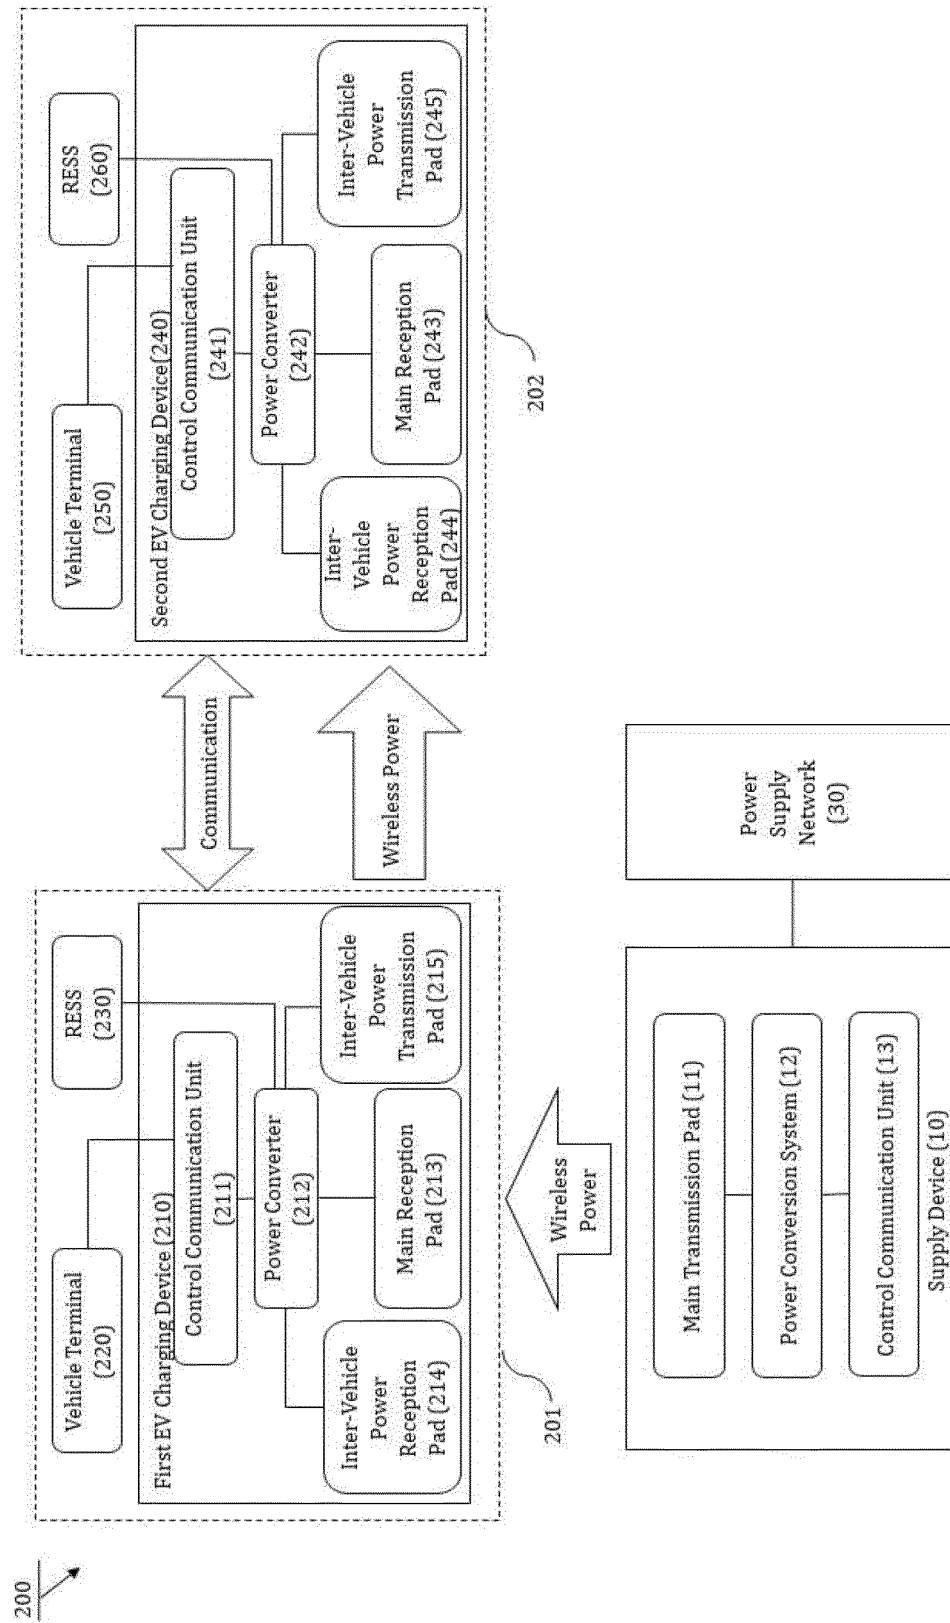 200
Vehicle Terminal
(220)
RESS
(230)
First EV Charging Device (210)
Control Communication Unit
(211)
Power Converter
(212)
Inter-Vehicle
Power
Reception
Pad (214)
Main Reception
Pad (213)
Inter-Vehicle
Power
Transmission
Pad (215)
201
Communication
Wireless Power
Vehicle Terminal
(250)
RESS
(260)
Second EV Charging Device(240)
Control Communication Unit
(241)
Power Converter
(242)
Inter-
Vehicle
Power
Reception
Pad (244)
Main Reception
Pad (243)
Inter-Vehicle
Power
Transmission
Pad (245)
202
Wireless
Power
Main Transmission Pad (11)
Power Conversion System (12)
Control Communication Unit (13)
Supply Device (10)
Power
Supply
Network
(30)